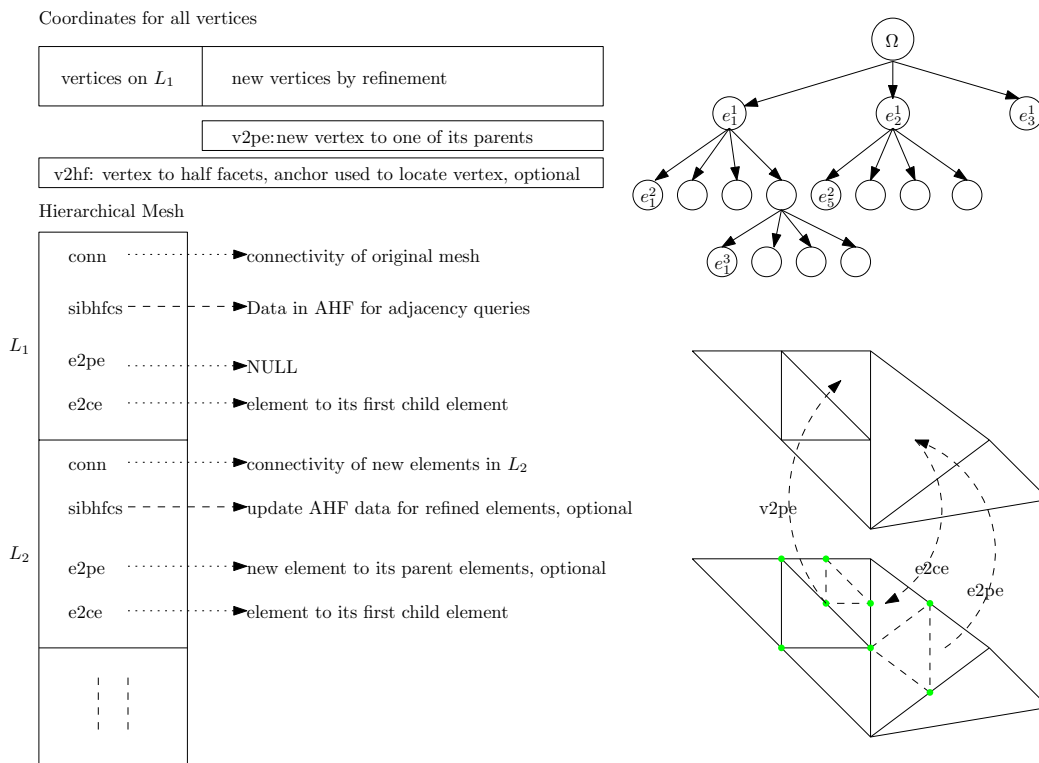 Coordinates for all vertices
vertices on L₁
new vertices by refinement
v2pe:new vertex to one of its parents
v2hf: vertex to half facets, anchor used to locate vertex, optional
Hierarchical Mesh
L₁
conn
connectivity of original mesh
sibhfcs
Data in AHF for adjacency queries
e2pe
NULL
e2ce
element to its first child element
L₂
conn
connectivity of new elements in L₂
sibhfcs
update AHF data for refined elements, optional
e2pe
new element to its parent elements, optional
e2ce
element to its first child element
Ω
e₁¹
e₂¹
e₃¹
e₁²
e₅²
e₁³
v2pe
e2ce
e2pe